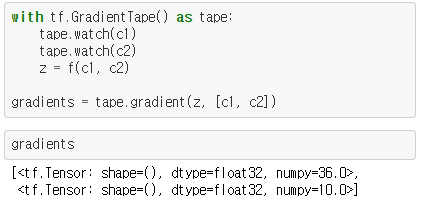 with tf.GradientTape() as tape:
    tape.watch(c1)
    tape.watch(c2)
    z = f(c1, c2)
gradients = tape.gradient(z, [c1, c2])
gradients
[<tf.Tensor: shape=(), dtype=float32, numpy=36.0>,
 <tf.Tensor: shape=(), dtype=float32, numpy=10.0>]